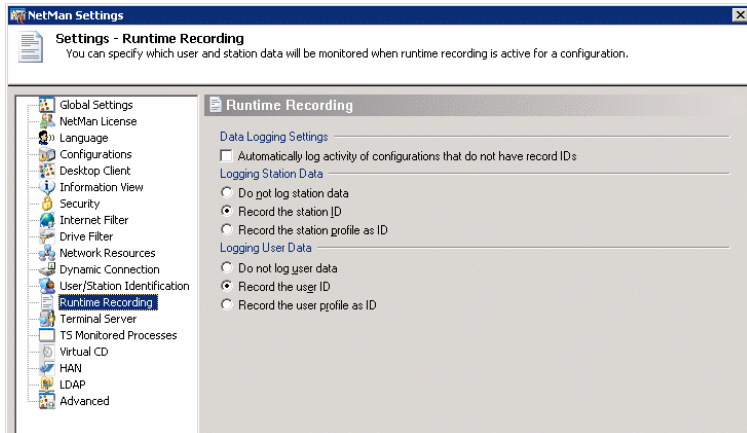 NetMan Settings
Settings - Runtime Recording
You can specify which user and station data will be monitored when runtime recording is active for a configuration.
Global Settings
NetMan License
Language
Configurations
Desktop Client
Information View
Security
Internet Filter
Drive Filter
Network Resources
Dynamic Connection
User/Station Identification
Runtime Recording
Terminal Server
TS Monitored Processes
Virtual CD
HAN
LDAP
Advanced
Runtime Recording
Data Logging Settings
Automatically log activity of configurations that do not have record IDs
Logging Station Data
Do not log station data
Record the station ID
Record the station profile as ID
Logging User Data
Do not log user data
Record the user ID
Record the user profile as ID